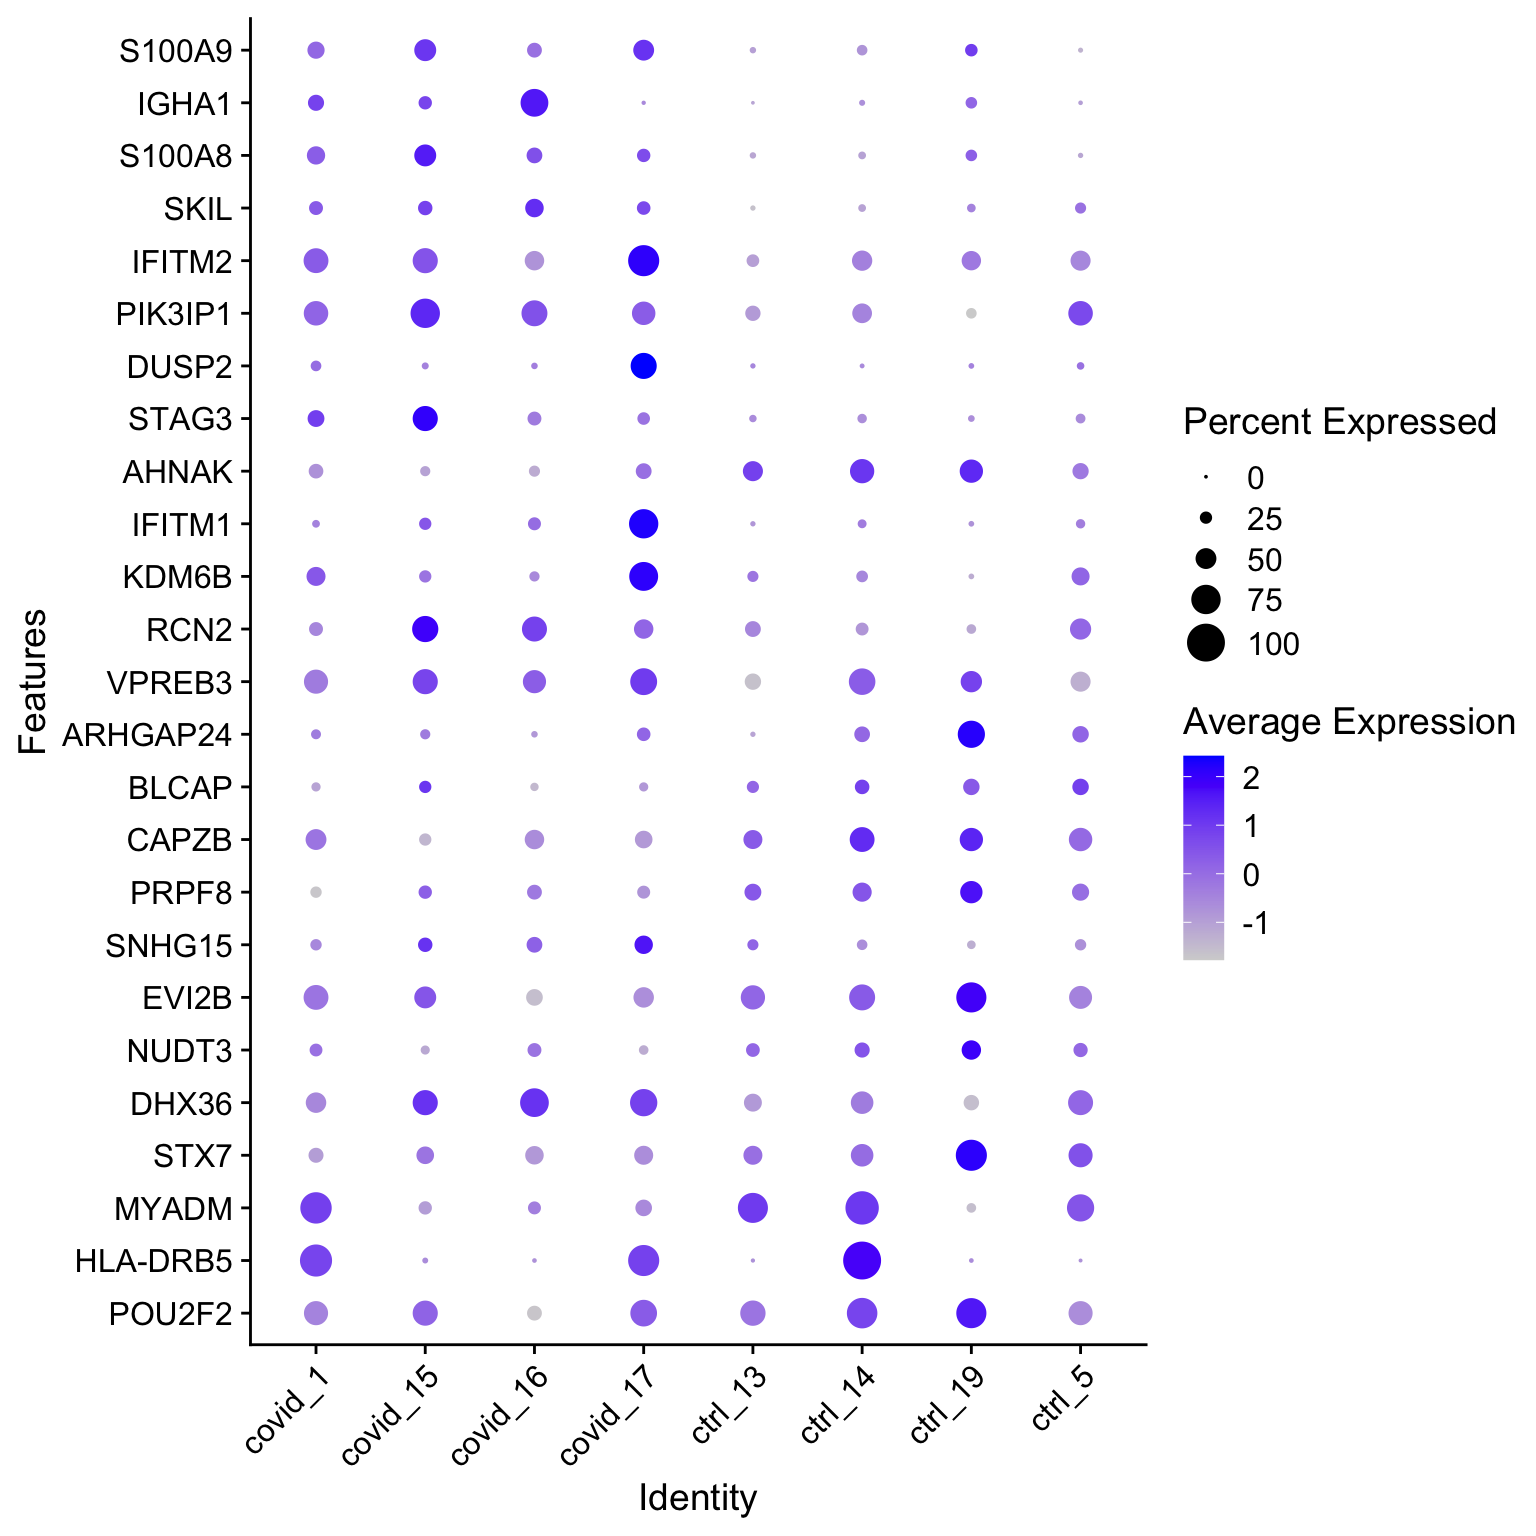 S100A9
IGHA1
S100A8
SKIL
IFITM2
PIK3IP1
DUSP2
STAG3
AHNAK
IFITM1
KDM6B
RCN2
VPREB3
ARHGAP24
BLCAP
CAPZB
PRPF8
SNHG15
EVI2B
NUDT3
DHX36
STX7
MYADM
HLA-DRB5
POU2F2
Features
covid_1
covid_15
covid_16
covid_17
ctrl_13
ctrl_14
ctrl_19
ctrl_5
Identity
Percent Expressed
0
25
50
75
100
Average Expression
2
1
0
-1